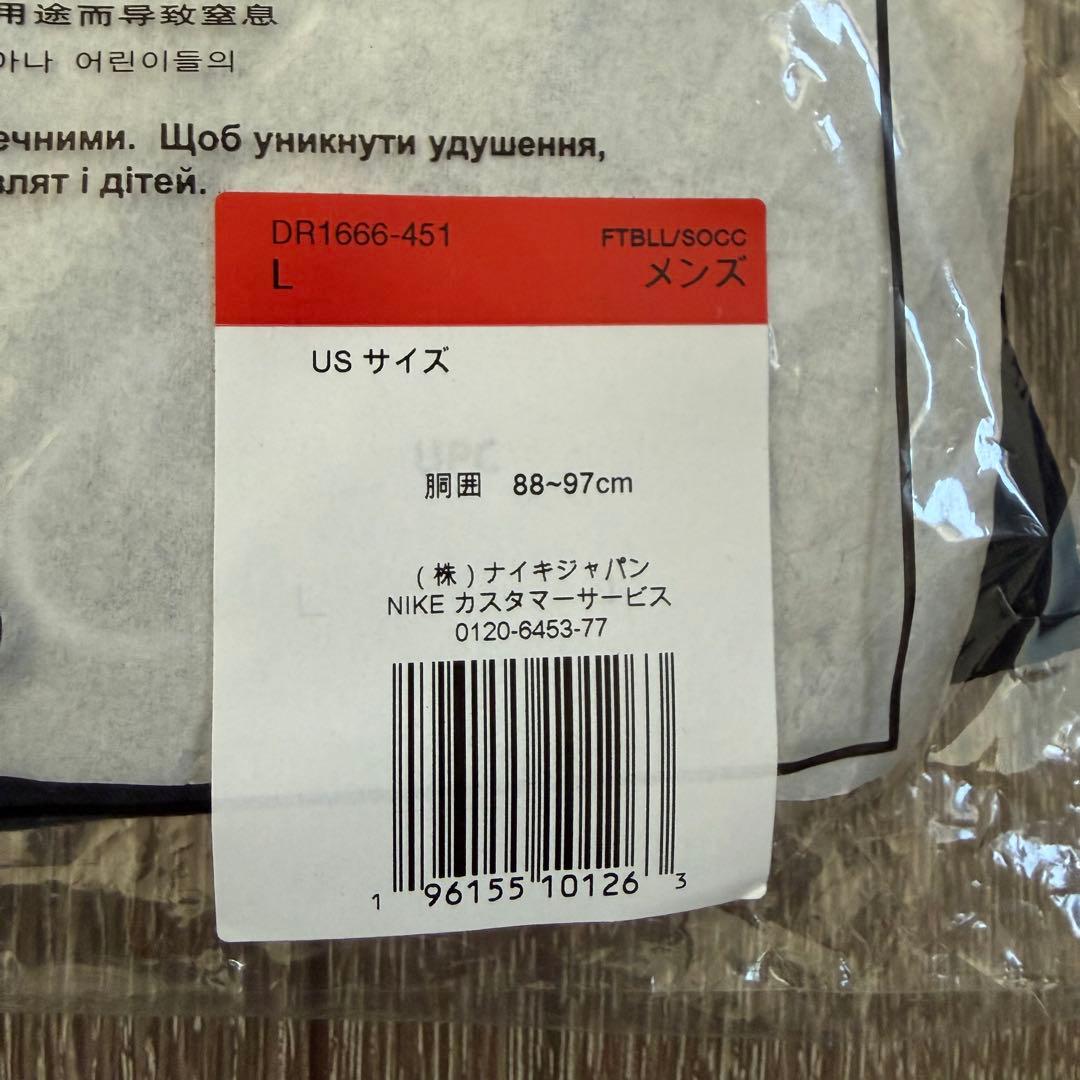 用途而导致窒息
아나 어린이들의
ечними. Щоб уникнути удушення,
влят і дітей.
DR1666-451
FTBLL/SOCC
L
メンズ
US サイズ
胴囲 88~97cm
(株)ナイキジャパン
NIKE カスタマーサービス
0120-6453-77
1 96155 10126 3